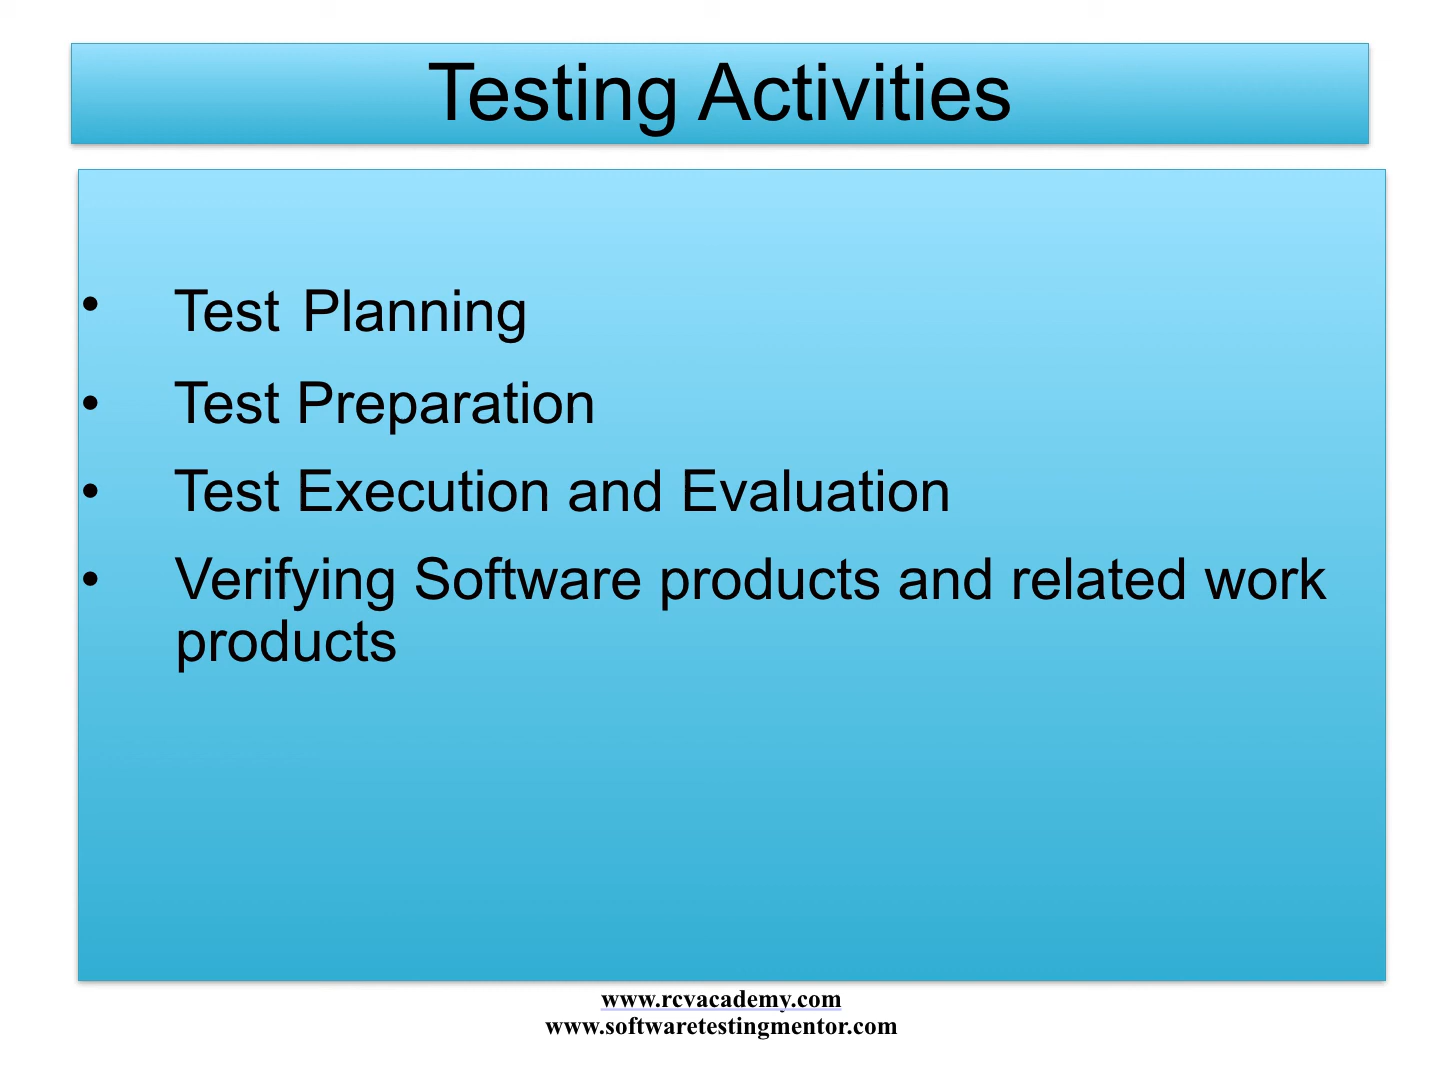 Testing Activities
• Test Planning
• Test Preparation
• Test Execution and Evaluation
• Verifying Software products and related work
products
www.rcvacademy.com
www.softwaretestingmentor.com